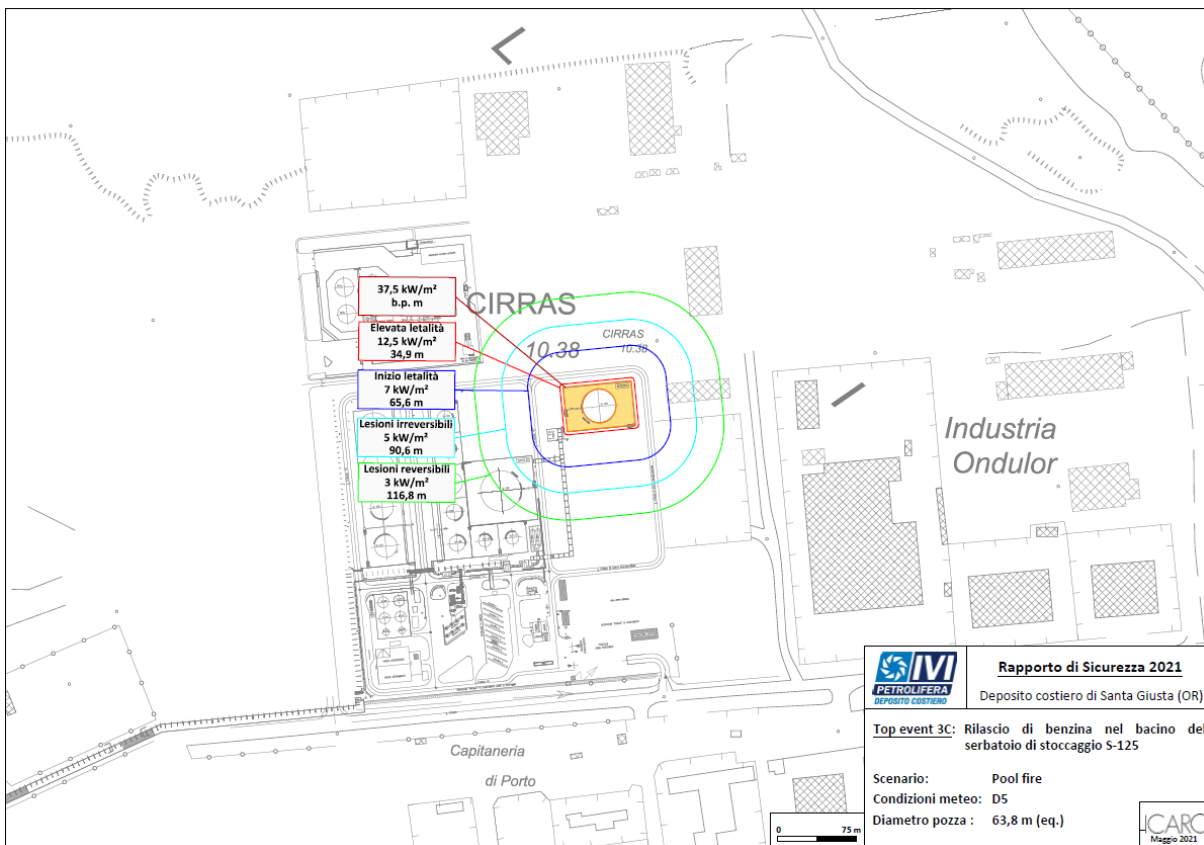 37,5 kW/m²
b.p. m
CIRRAS
Elevata letalità
12,5 kW/m²
34,9 m
CIRRAS
10.38
10.38
Inizio letalità
7 kW/m²
65,6 m
Lesioni irreversibili
5 kW/m²
90,6 m
Lesioni reversibili
3 kW/m²
116,8 m
Industria
Ondulor
Capitaneria
di Porto
IVI
PETROLIFERA
DEPOSITO COSTIERO
Rapporto di Sicurezza 2021
Deposito costiero di Santa Giusta (OR)
Top event 3C: Rilascio di benzina nel bacino del
serbatoio di stoccaggio S-125
Scenario: Pool fire
Condizioni meteo: D5
Diametro pozza : 63,8 m (eq.)
0 75 m
ICARO
Maggio 2021